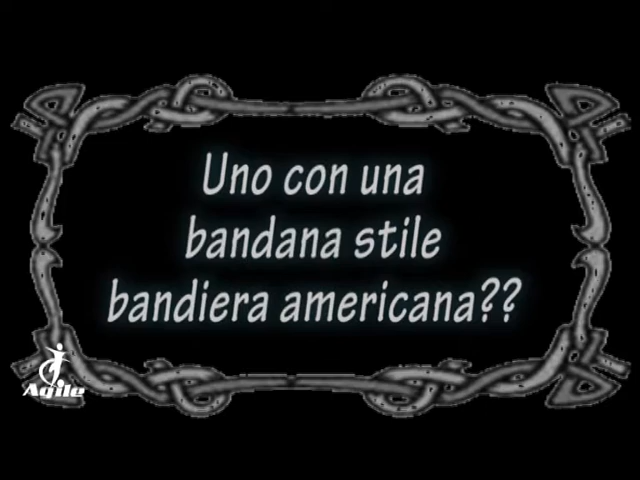 Uno con una
bandana stile
bandiera americana??
Agile